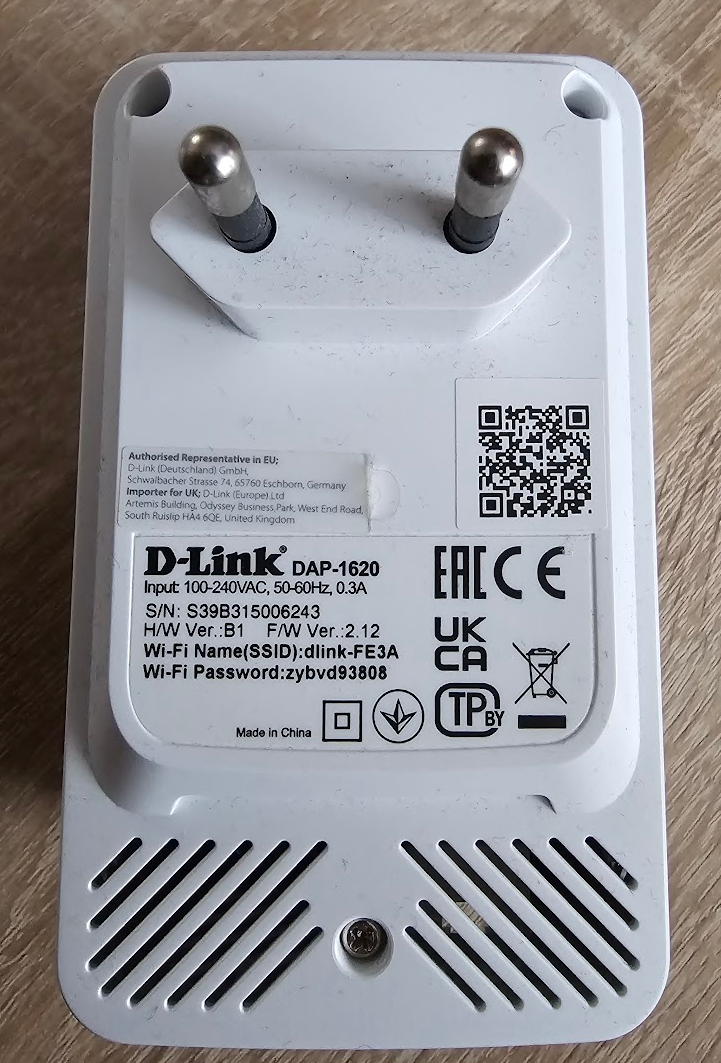 Authorised Representative in EU;
D-Link (Deutschland) GmbH,
Schwalbacher Strasse 74, 65760 Eschborn, Germany
Importer for UK; D-Link (Europe) Ltd
Artemis Building, Odyssey Business Park, West End Road,
South Ruislip HA4 6QE, United Kingdom
D-Link® DAP-1620
Input: 100-240VAC, 50-60Hz, 0.3A
S/N: S39B315006243
H/W Ver.:B1 F/W Ver.:2.12
Wi-Fi Name(SSID):dlink-FE3A
Wi-Fi Password:zybvd93808
Made in China
EAC CE
UK
CA
TP BY